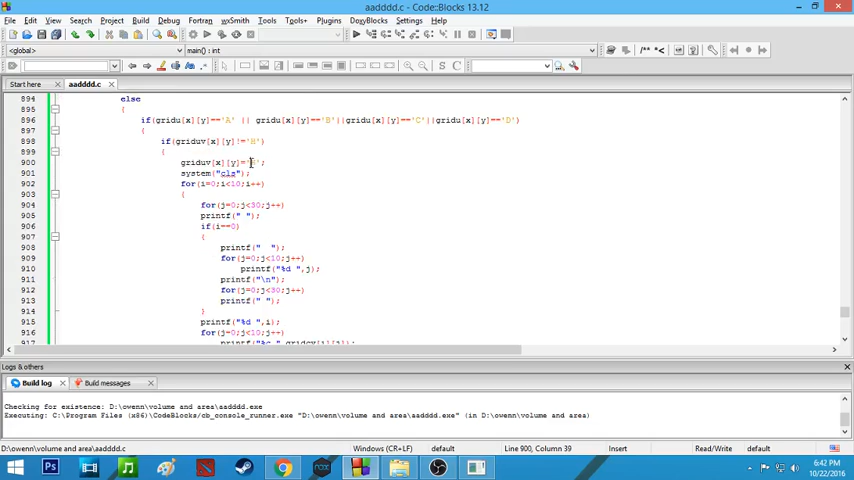 aadddd.c - Code::Blocks 13.12
File Edit View Search Project Build Debug Fortran wxSmith Tools Tools+ Plugins DoxyBlocks Settings Help
<global> main() : int
Start here aadddd.c
894 else
895 {
896 if(gridu[x][y]=='A' || gridu[x][y]=='B'||gridu[x][y]=='C'||gridu[x][y]=='D')
897 {
898 if(griduv[x][y]!='H')
899 {
900 griduv[x][y]='H';
901 system("cls");
902 for(i=0;i<10;i++)
903 {
904 for(j=0;j<30;j++)
905 printf(" ");
906 if(i==0)
907 {
908 printf("  ");
909 for(j=0;j<10;j++)
910 printf("%d ",j);
911 printf("\n");
912 for(j=0;j<30;j++)
913 printf(" ");
914 }
915 printf("%d ",i);
916 for(j=0;j<10;j++)
917 printf("%c ",gridcv[i][j]);
Logs & others
Build log Build messages
Checking for existence: D:\owenn\volume and area\aadddd.exe
Executing: C:\Program Files (x86)\CodeBlocks/cb_console_runner.exe "D:\owenn\volume and area\aadddd.exe" (in D:\owenn\volume and area)
D:\owenn\volume and area\aadddd.c Windows (CR+LF) default Line 900, Column 39 Insert Read/Write default
6:42 PM
10/22/2016